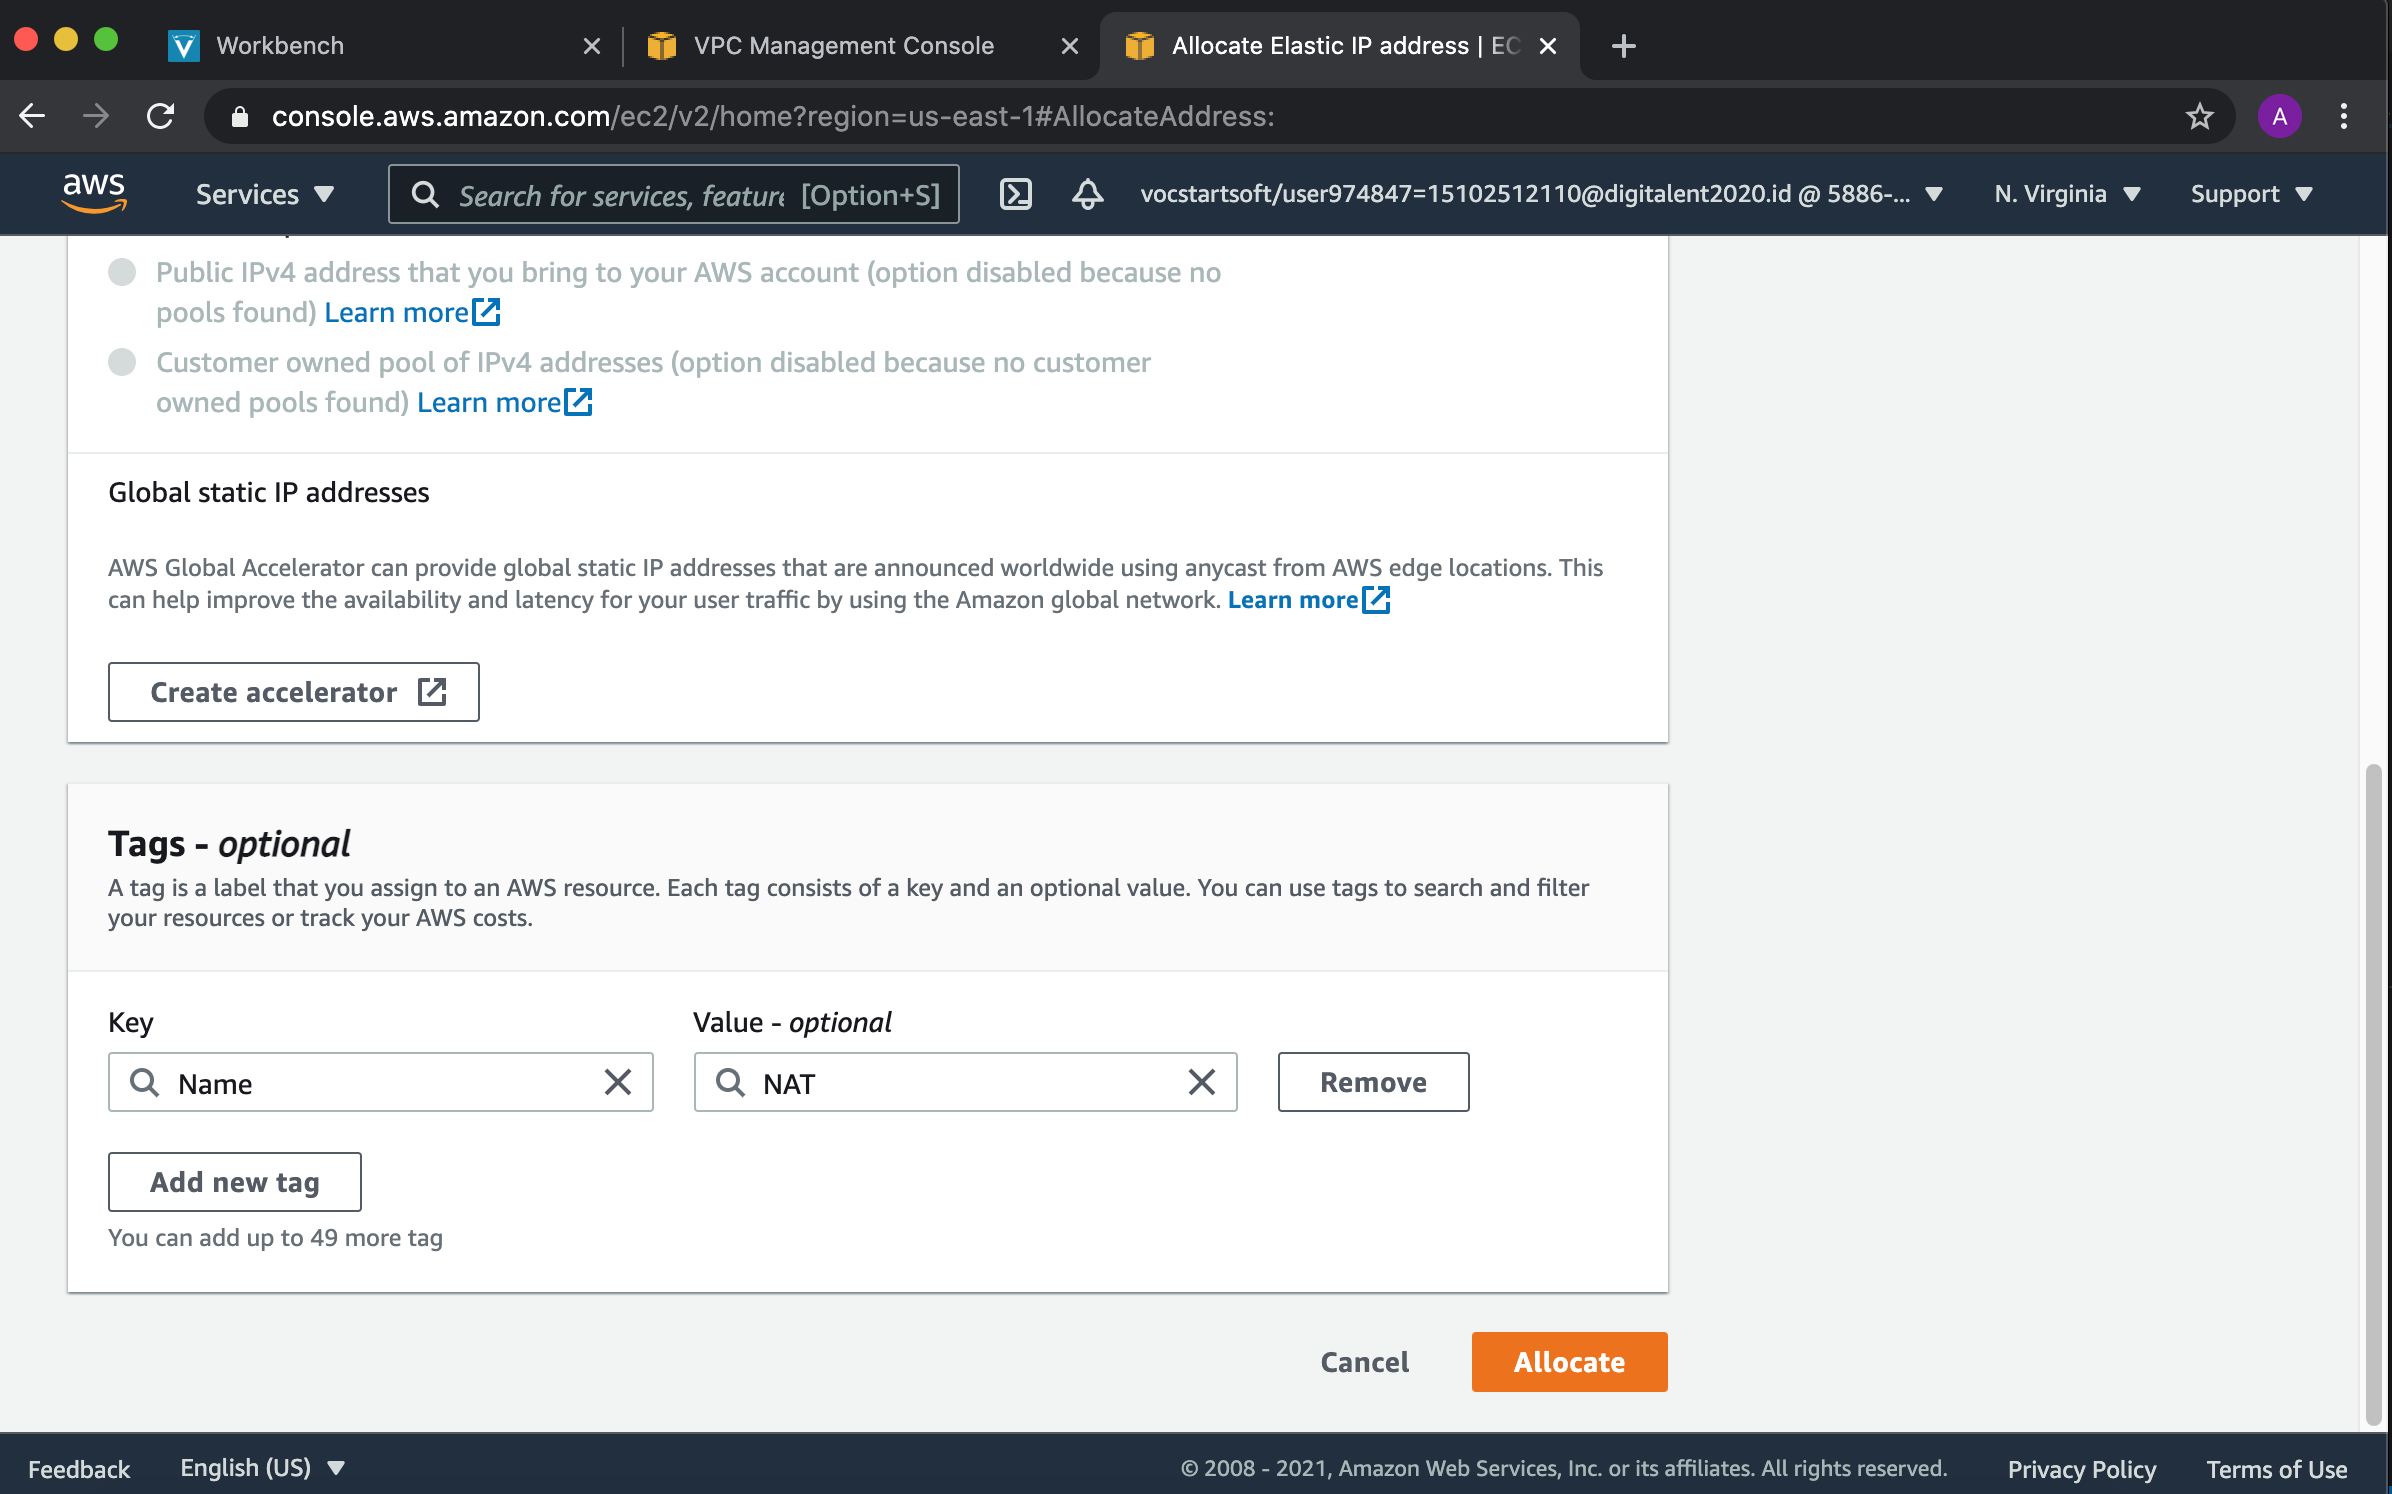 Workbench
VPC Management Console
Allocate Elastic IP address | EC
console.aws.amazon.com/ec2/v2/home?region=us-east-1#AllocateAddress:
A
aws
Services
Search for services, feature [Option+S]
vocstartsoft/user974847=15102512110@digitalent2020.id @ 5886-...
N. Virginia
Support
Public IPv4 address that you bring to your AWS account (option disabled because no
pools found) Learn more
Customer owned pool of IPv4 addresses (option disabled because no customer
owned pools found) Learn more
Global static IP addresses
AWS Global Accelerator can provide global static IP addresses that are announced worldwide using anycast from AWS edge locations. This
can help improve the availability and latency for your user traffic by using the Amazon global network. Learn more
Create accelerator
Tags - optional
A tag is a label that you assign to an AWS resource. Each tag consists of a key and an optional value. You can use tags to search and filter
your resources or track your AWS costs.
Key
Value - optional
Name
NAT
Remove
Add new tag
You can add up to 49 more tag
Cancel
Allocate
Feedback
English (US)
© 2008 - 2021, Amazon Web Services, Inc. or its affiliates. All rights reserved.
Privacy Policy
Terms of Use